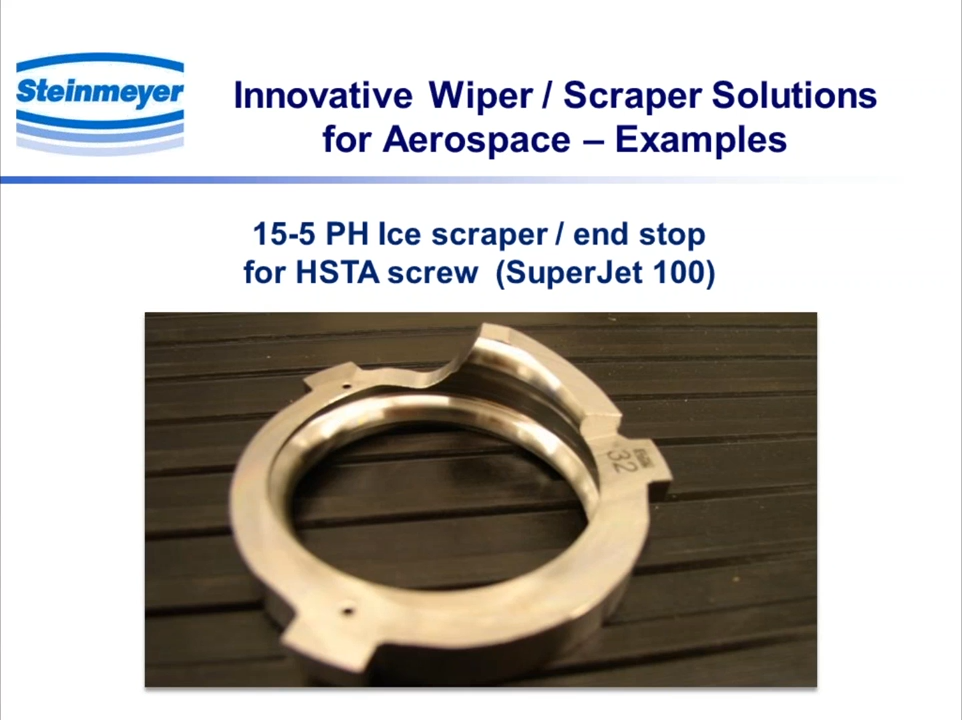 Steinmeyer
Innovative Wiper / Scraper Solutions
for Aerospace – Examples
15-5 PH Ice scraper / end stop
for HSTA screw (SuperJet 100)
32